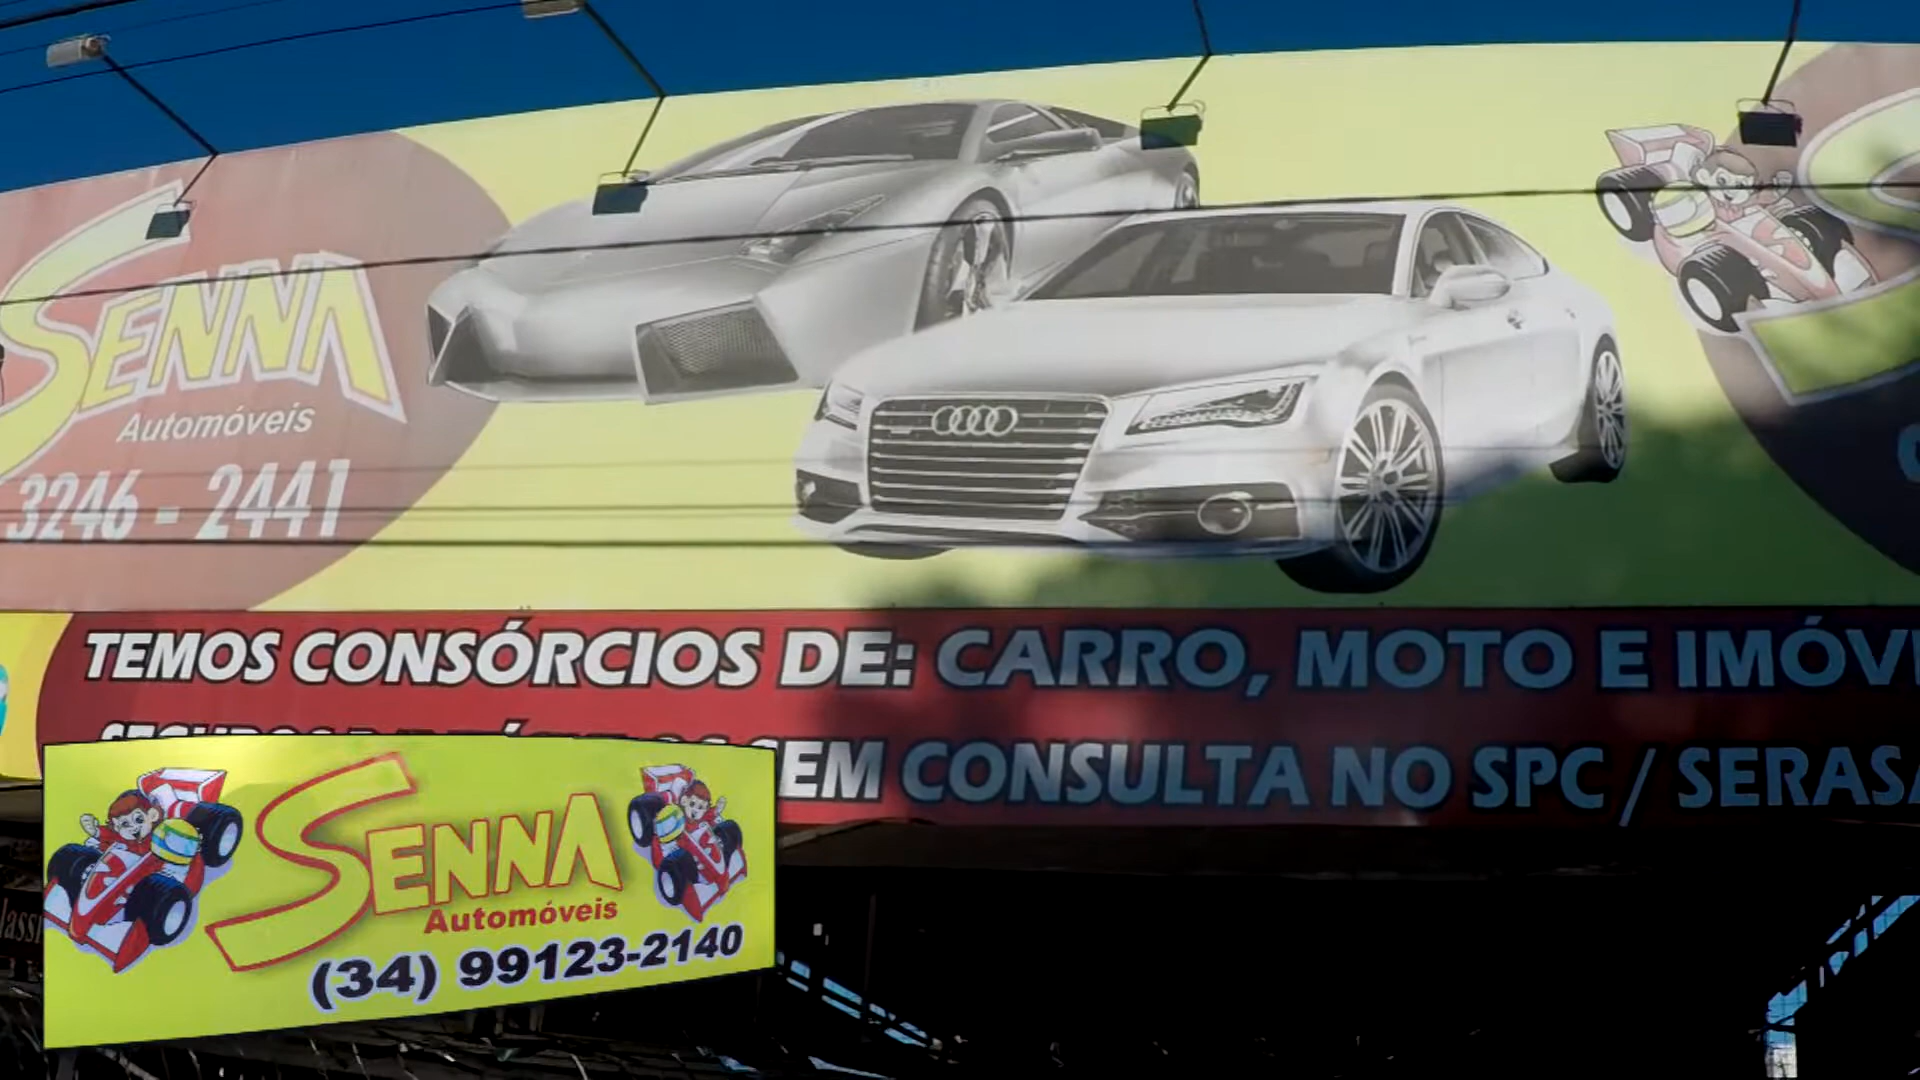 SENNA
Automóveis
3246 - 2441
TEMOS CONSÓRCIOS DE: CARRO, MOTO E IMÓV
SEM CONSULTA NO SPC / SERAS
SENNA
Automóveis
(34) 99123-2140